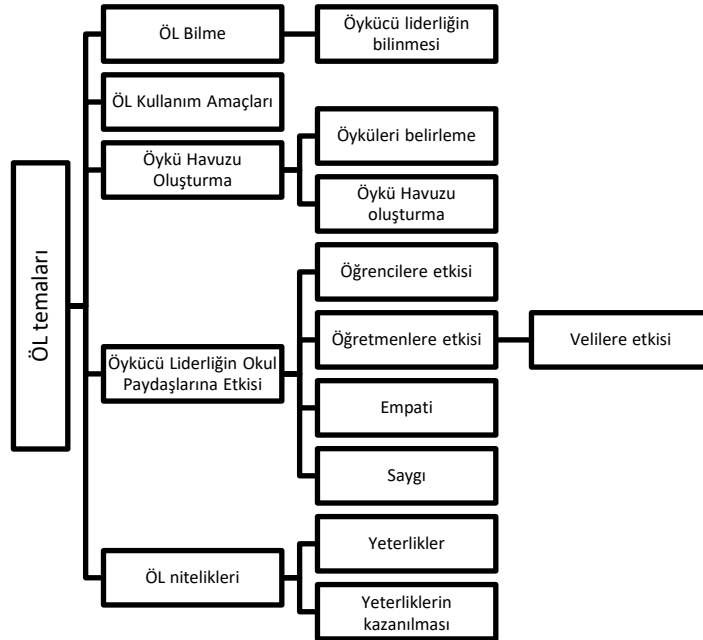 ÖL temaları
ÖL Bilme
Öykücü liderliğin
bilinmesi
ÖL Kullanım Amaçları
Öykü Havuzu
Oluşturma
Öyküleri belirleme
Öykü Havuzu
oluşturma
Öykücü Liderliğin Okul
Paydaşlarına Etkisi
Öğrencilere etkisi
Öğretmenlere etkisi
Velilere etkisi
Empati
Saygı
ÖL nitelikleri
Yeterlikler
Yeterliklerin
kazanılması